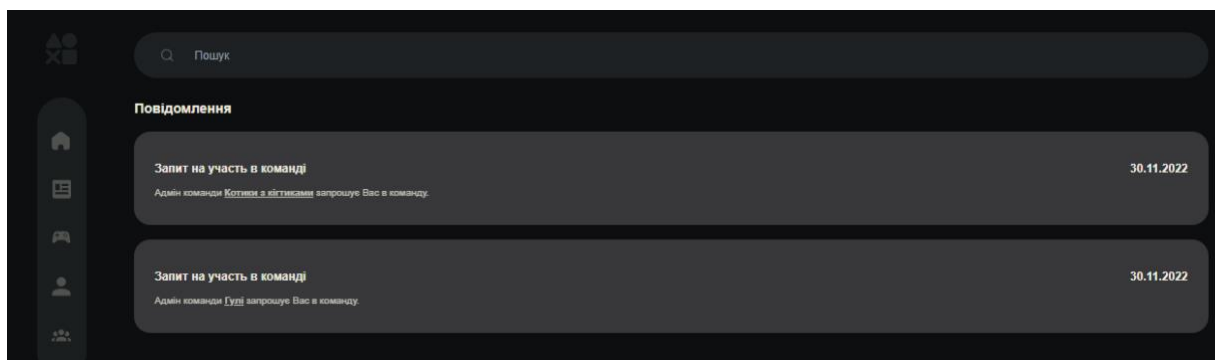 Пошук
Повідомлення
Запит на участь в команді
30.11.2022
Адмін команди Котики з кігтиками запрошує Вас в команду.
Запит на участь в команді
30.11.2022
Адмін команди Гулі запрошує Вас в команду.